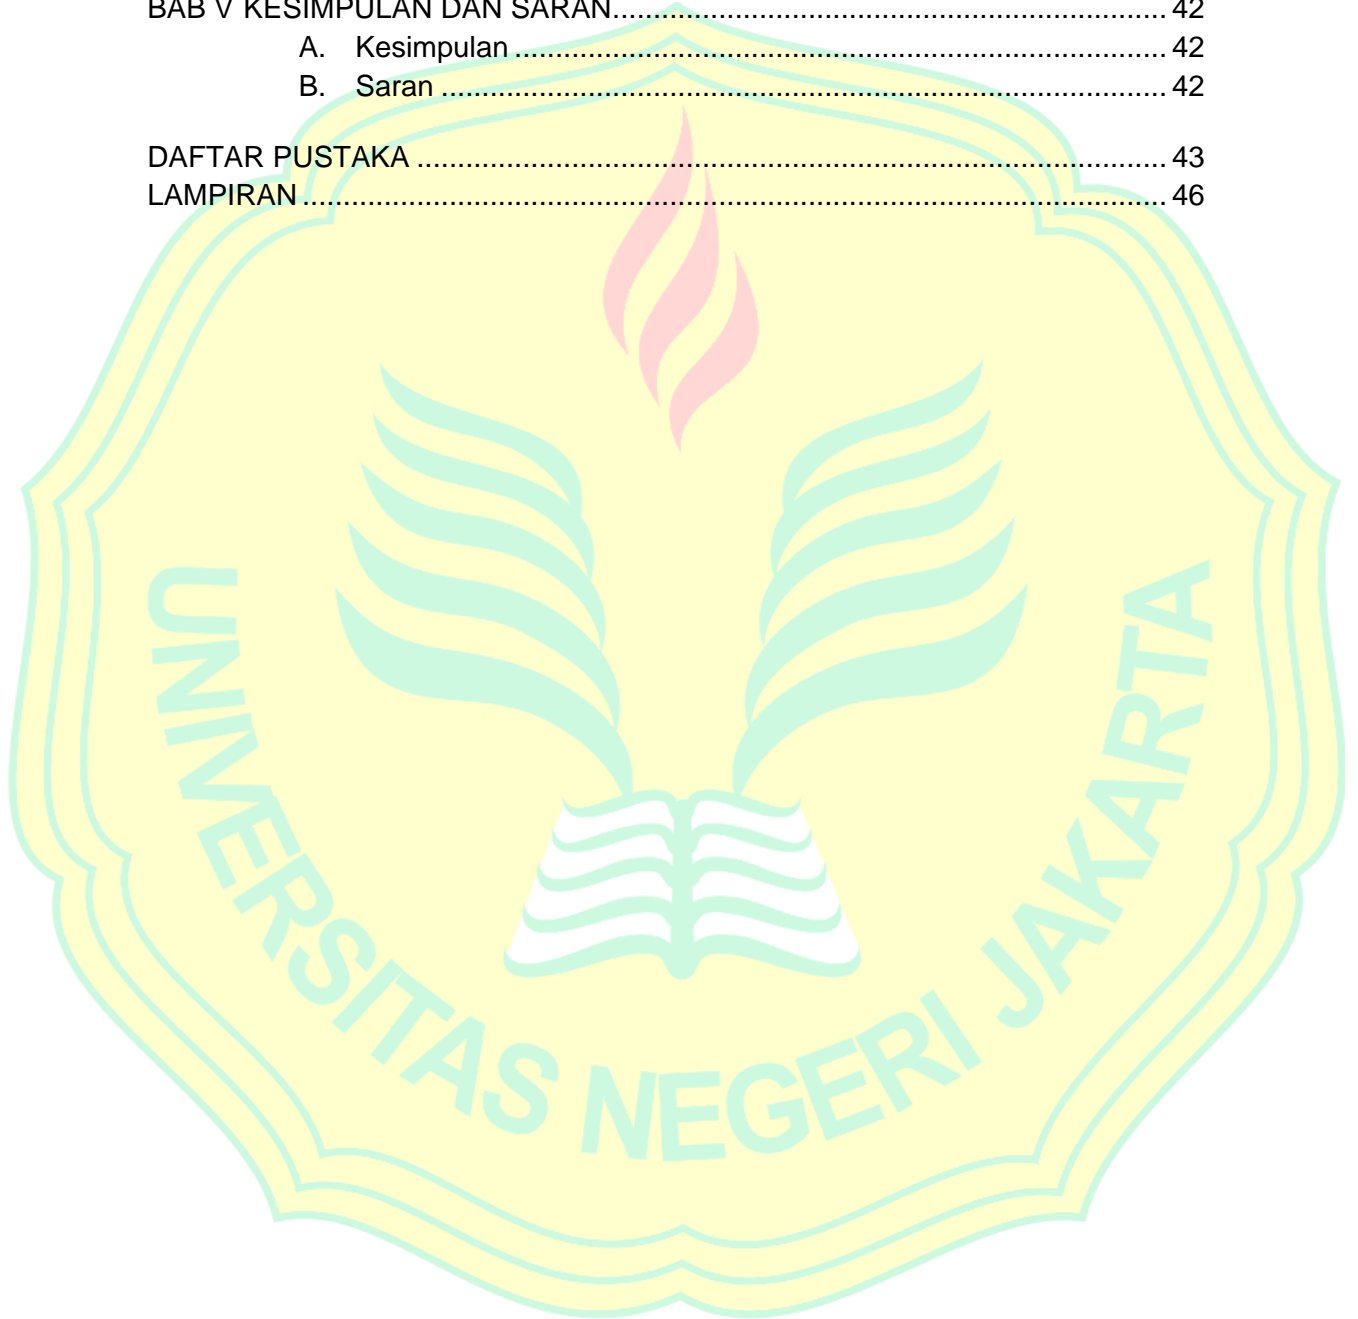 BAB V KESIMPULAN DAN SARAN.................................................................... 42
A. Kesimpulan ................................................................................ 42
B. Saran ......................................................................................... 42
DAFTAR PUSTAKA ............................................................................................ 43
LAMPIRAN .......................................................................................................... 46
UNIVERSITAS NEGERI JAKARTA